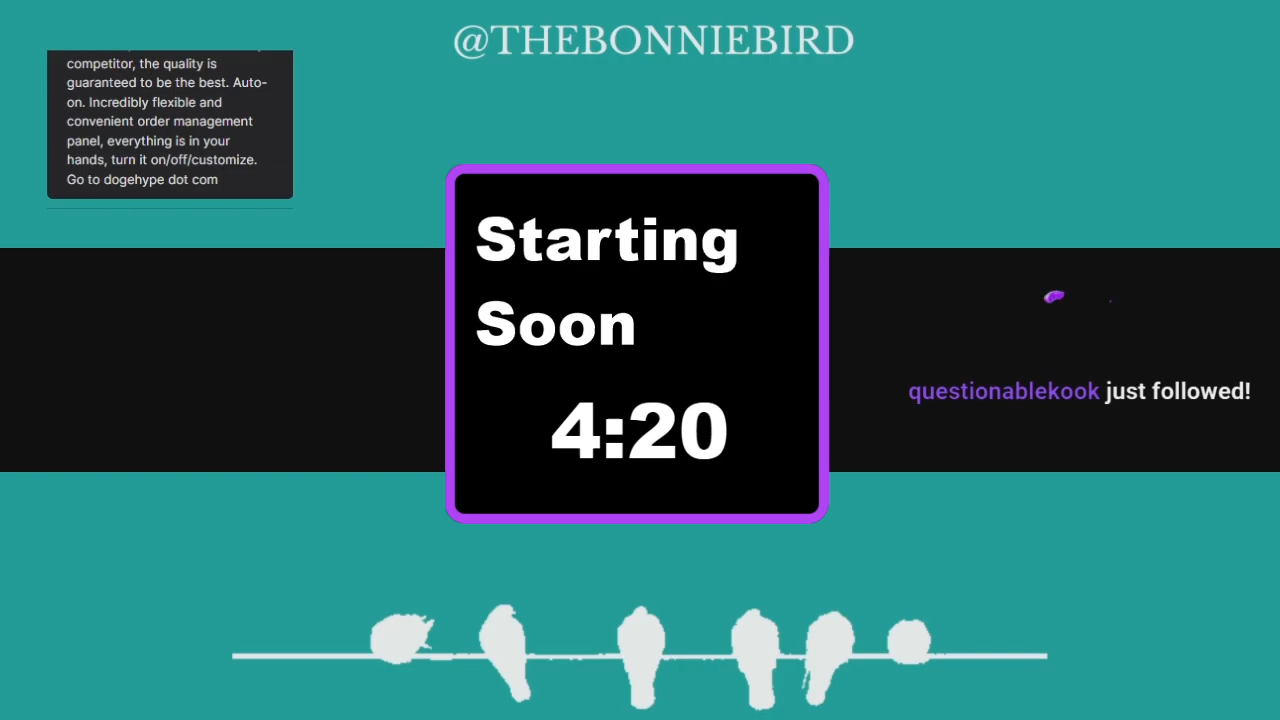 @THEBONNIEBIRD
competitor, the quality is
guaranteed to be the best. Auto-
on. Incredibly flexible and
convenient order management
panel, everything is in your
hands, turn it on/off/customize.
Go to dogehype dot com
Starting
Soon
4:20
questionablekook just followed!